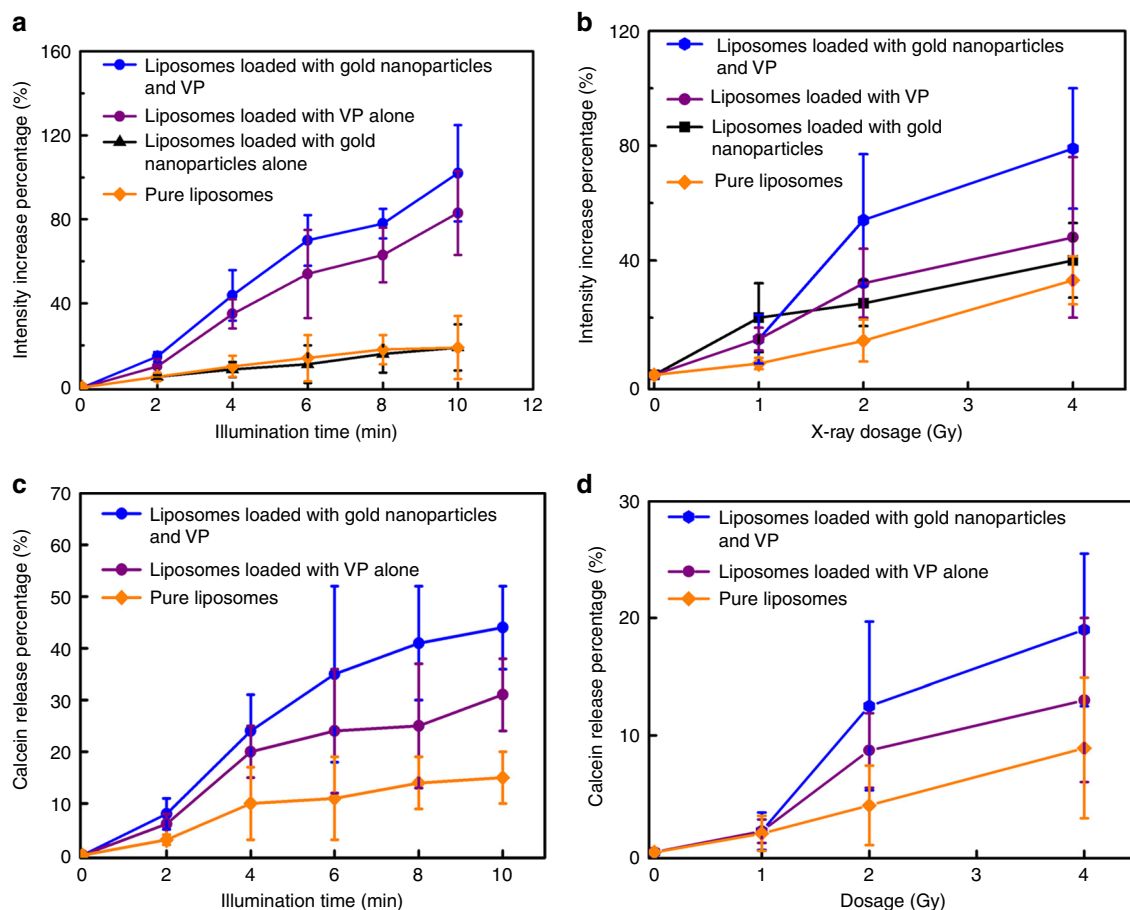 a
Intensity increase percentage (%)
160
120
80
40
0
Liposomes loaded with gold nanoparticles
and VP
Liposomes loaded with VP alone
Liposomes loaded with gold
nanoparticles alone
Pure liposomes
0 2 4 6 8 10 12
Illumination time (min)
b
Intensity increase percentage (%)
120
80
40
0
Liposomes loaded with gold nanoparticles
and VP
Liposomes loaded with VP
Liposomes loaded with gold
nanoparticles
Pure liposomes
0 1 2 3 4
X-ray dosage (Gy)
c
Calcein release percentage (%)
70
60
50
40
30
20
10
0
Liposomes loaded with gold nanoparticles
and VP
Liposomes loaded with VP alone
Pure liposomes
0 2 4 6 8 10
Illumination time (min)
d
Calcein release percentage (%)
30
20
10
0
Liposomes loaded with gold nanoparticles
and VP
Liposomes loaded with VP alone
Pure liposomes
0 1 2 3 4
Dosage (Gy)